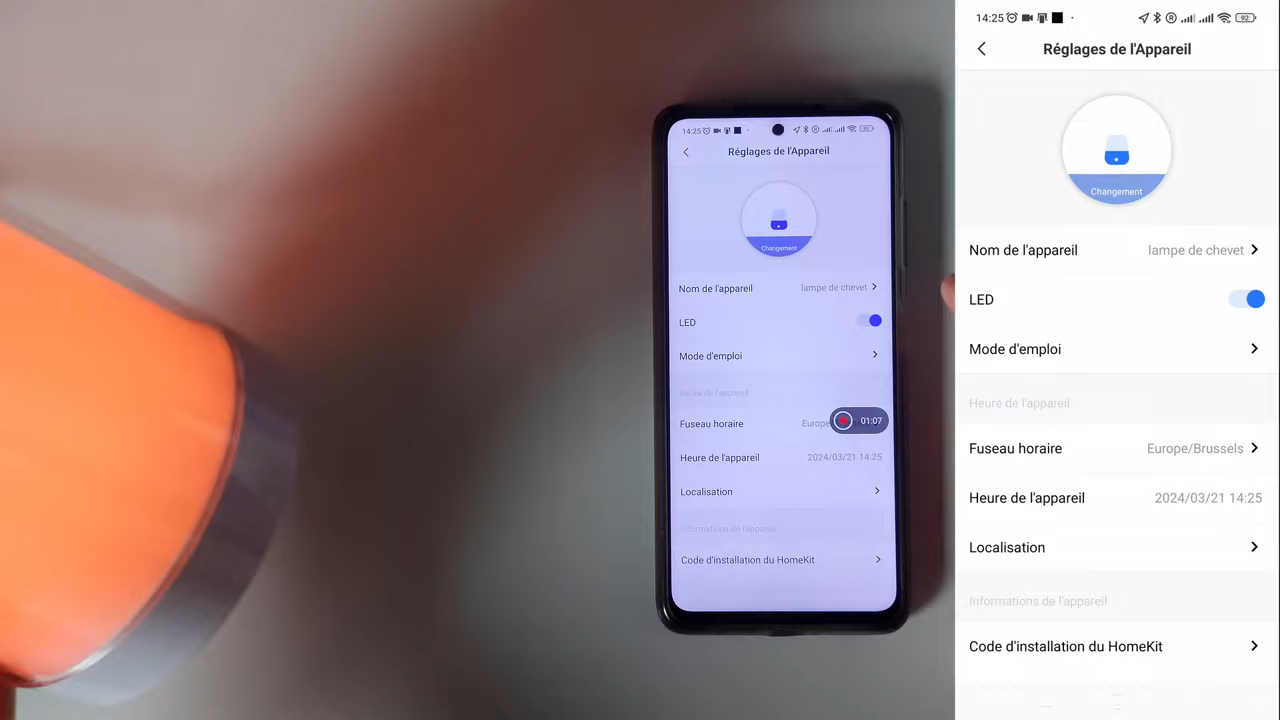 14:25
Réglages de l'Appareil
Changement
Nom de l'appareil
lampe de chevet
LED
Mode d'emploi
Heure de l'appareil
Fuseau horaire
Europe
01:07
Heure de l'appareil
2024/03/21 14:25
Localisation
Informations de l'appareil
Code d'installation du HomeKit
14:25
92
Réglages de l'Appareil
Changement
Nom de l'appareil
lampe de chevet
LED
Mode d'emploi
Heure de l'appareil
Fuseau horaire
Europe/Brussels
Heure de l'appareil
2024/03/21 14:25
Localisation
Informations de l'appareil
Code d'installation du HomeKit